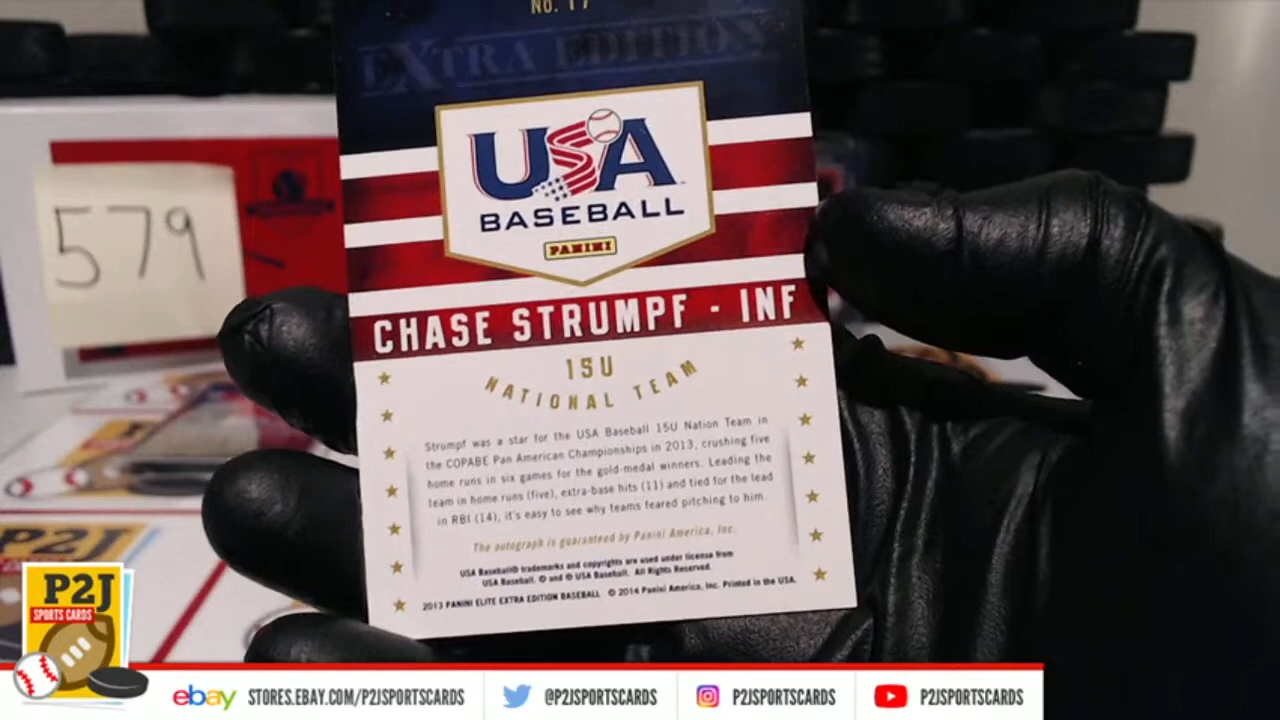 No. 17
EXTRA EDITION
USA
BASEBALL
PANINI
CHASE STRUMPF - INF
15U
NATIONAL TEAM
Strumpf was a star for the USA Baseball 15U Nation Team in
the COPABE Pan American Championships in 2013, crushing five
home runs in six games for the gold-medal winners. Leading the
team in home runs (five), extra-base hits (11) and tied for the lead
in RBI (14), it's easy to see why teams feared pitching to him.
The autograph is guaranteed by Panini America, Inc.
USA Baseball® trademarks and copyrights are used under license from
USA Baseball. © and ® USA Baseball. All Rights Reserved.
2013 PANINI ELITE EXTRA EDITION BASEBALL © 2014 Panini America, Inc. Printed in the USA.
579
P2J
P2J
SPORTS CARDS
ebay STORES.EBAY.COM/P2JSPORTSCARDS @P2JSPORTSCARDS P2JSPORTSCARDS P2JSPORTSCARDS